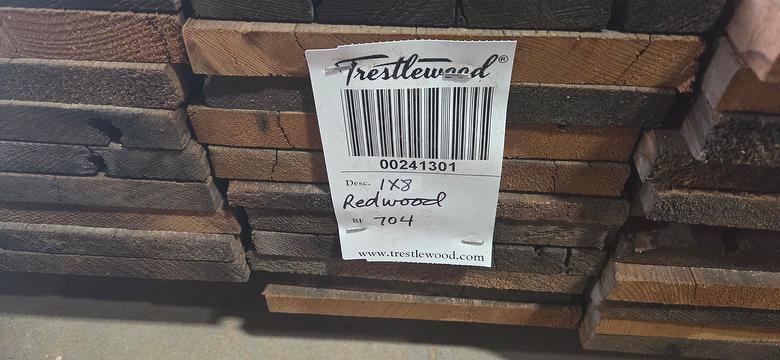 Trestlewood®
00241301
Desc. 1x8
Redwood
BF 704
www.trestlewood.com